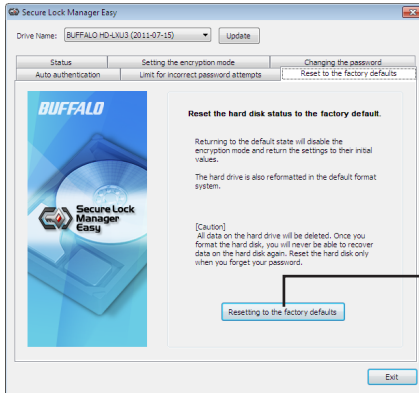 Secure Lock Manager Easy
Drive Name: BUFFALO HD-LXU3 (2011-07-15) Update
Status Setting the encryption mode Changing the password
Auto authentication Limit for incorrect password attempts Reset to the factory defaults
BUFFALO
Secure Lock
Manager
Easy
Reset the hard disk status to the factory default.
Returning to the default state will disable the
encryption mode and return the settings to their initial
values.
The hard drive is also reformatted in the default format
system.
[Caution]
All data on the hard drive will be deleted. Once you
format the hard disk, you will never be able to recover
data on the hard disk again. Reset the hard disk only
when you forget your password.
Resetting to the factory defaults
Exit